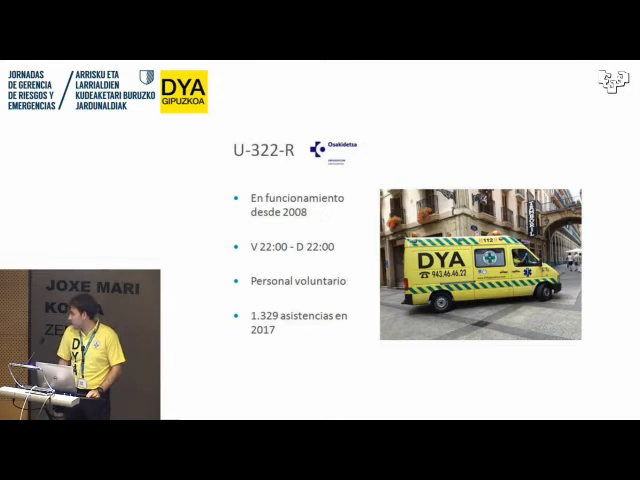 JORNADAS
DE GERENCIA
DE RIESGOS Y
EMERGENCIAS
ARRISKU ETA
LARRIALDIEN
KUDEAKETARI BURUZKO
JARDUNALDIAK
DYA
GIPUZKOA
U-322-R
Osakidetza
• En funcionamiento
desde 2008
• V 22:00 - D 22:00
• Personal voluntario
• 1.329 asistencias en
2017
112
DYA
943.46.46.22
JOXE MARI
DYA